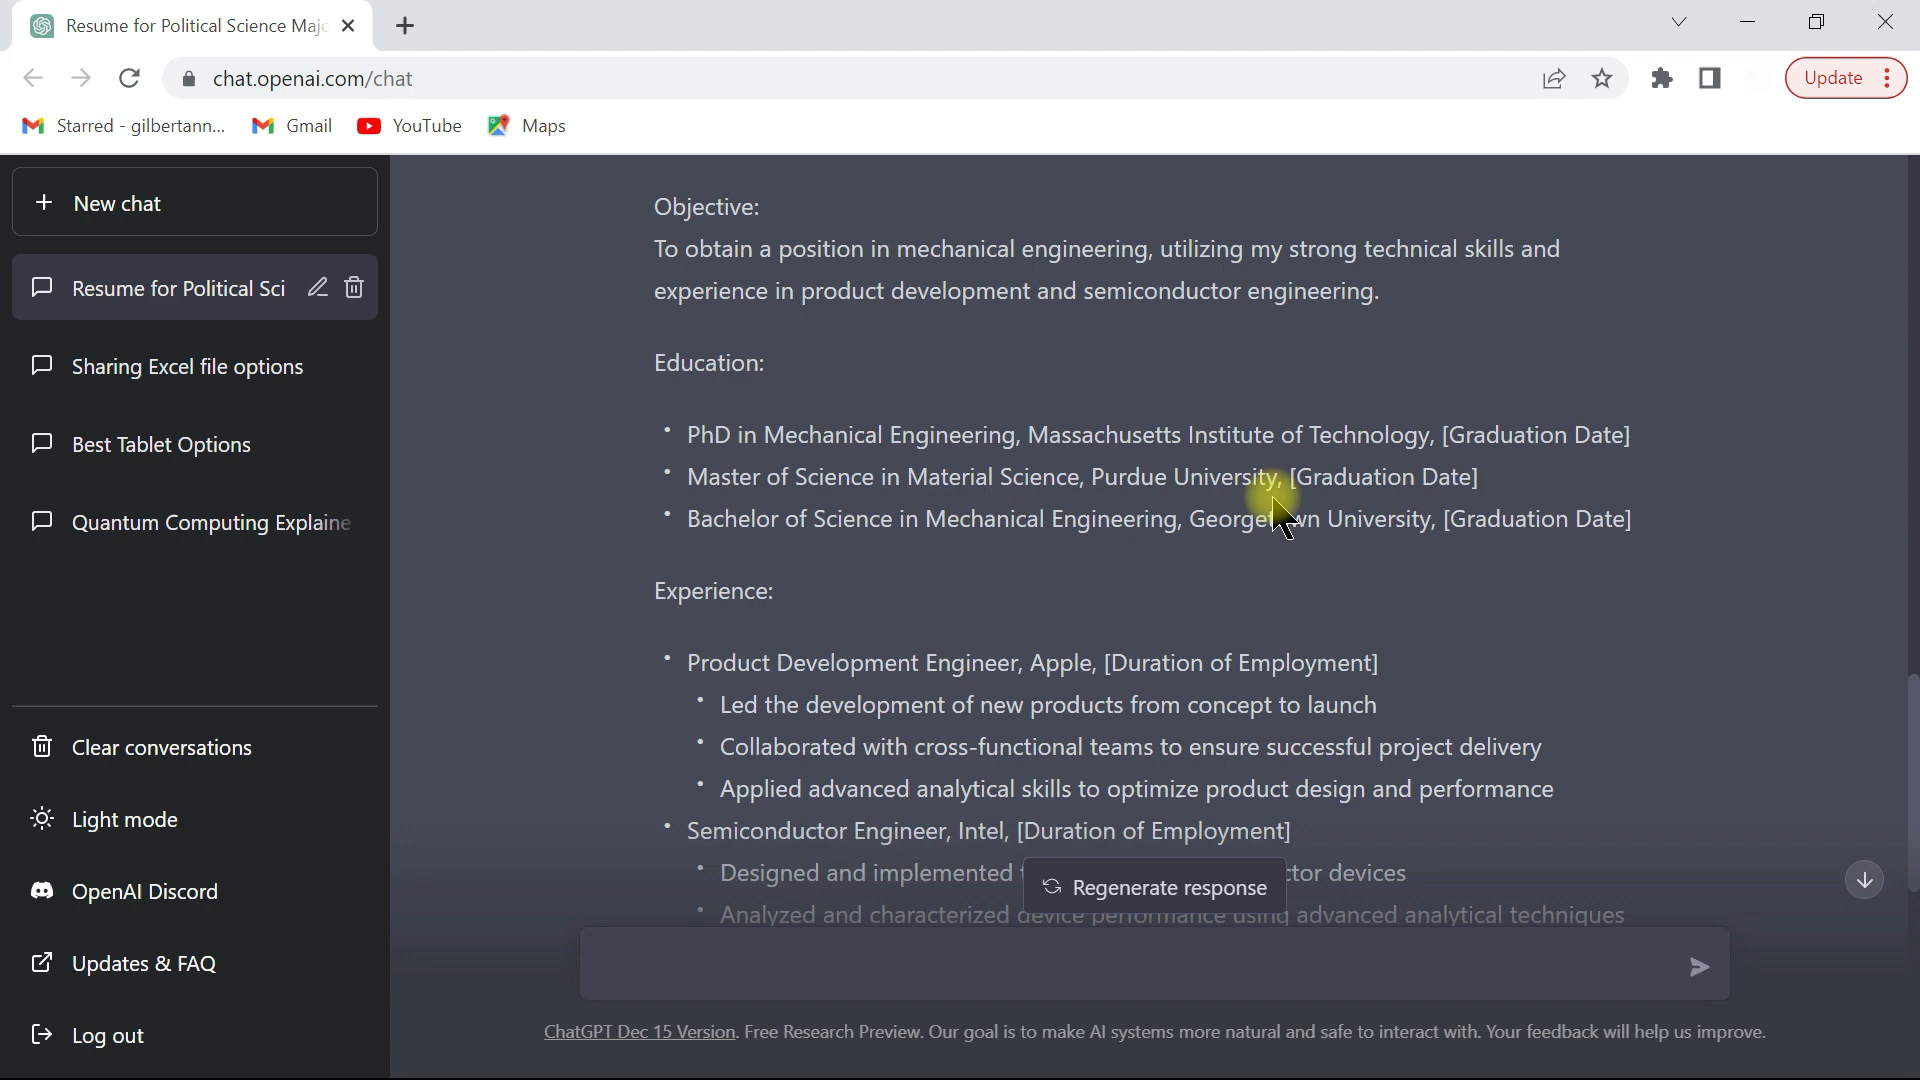 Resume for Political Science Majo
chat.openai.com/chat
Update
Starred - gilbertann...
Gmail
YouTube
Maps
New chat
Resume for Political Sci
Sharing Excel file options
Best Tablet Options
Quantum Computing Explaine
Clear conversations
Light mode
OpenAI Discord
Updates & FAQ
Log out
Objective:
To obtain a position in mechanical engineering, utilizing my strong technical skills and
experience in product development and semiconductor engineering.
Education:
• PhD in Mechanical Engineering, Massachusetts Institute of Technology, [Graduation Date]
• Master of Science in Material Science, Purdue University, [Graduation Date]
• Bachelor of Science in Mechanical Engineering, Georgetown University, [Graduation Date]
Experience:
• Product Development Engineer, Apple, [Duration of Employment]
• Led the development of new products from concept to launch
• Collaborated with cross-functional teams to ensure successful project delivery
• Applied advanced analytical skills to optimize product design and performance
• Semiconductor Engineer, Intel, [Duration of Employment]
• Designed and implemented ctor devices
• Analyzed and characterized device performance using advanced analytical techniques
Regenerate response
ChatGPT Dec 15 Version. Free Research Preview. Our goal is to make AI systems more natural and safe to interact with. Your feedback will help us improve.